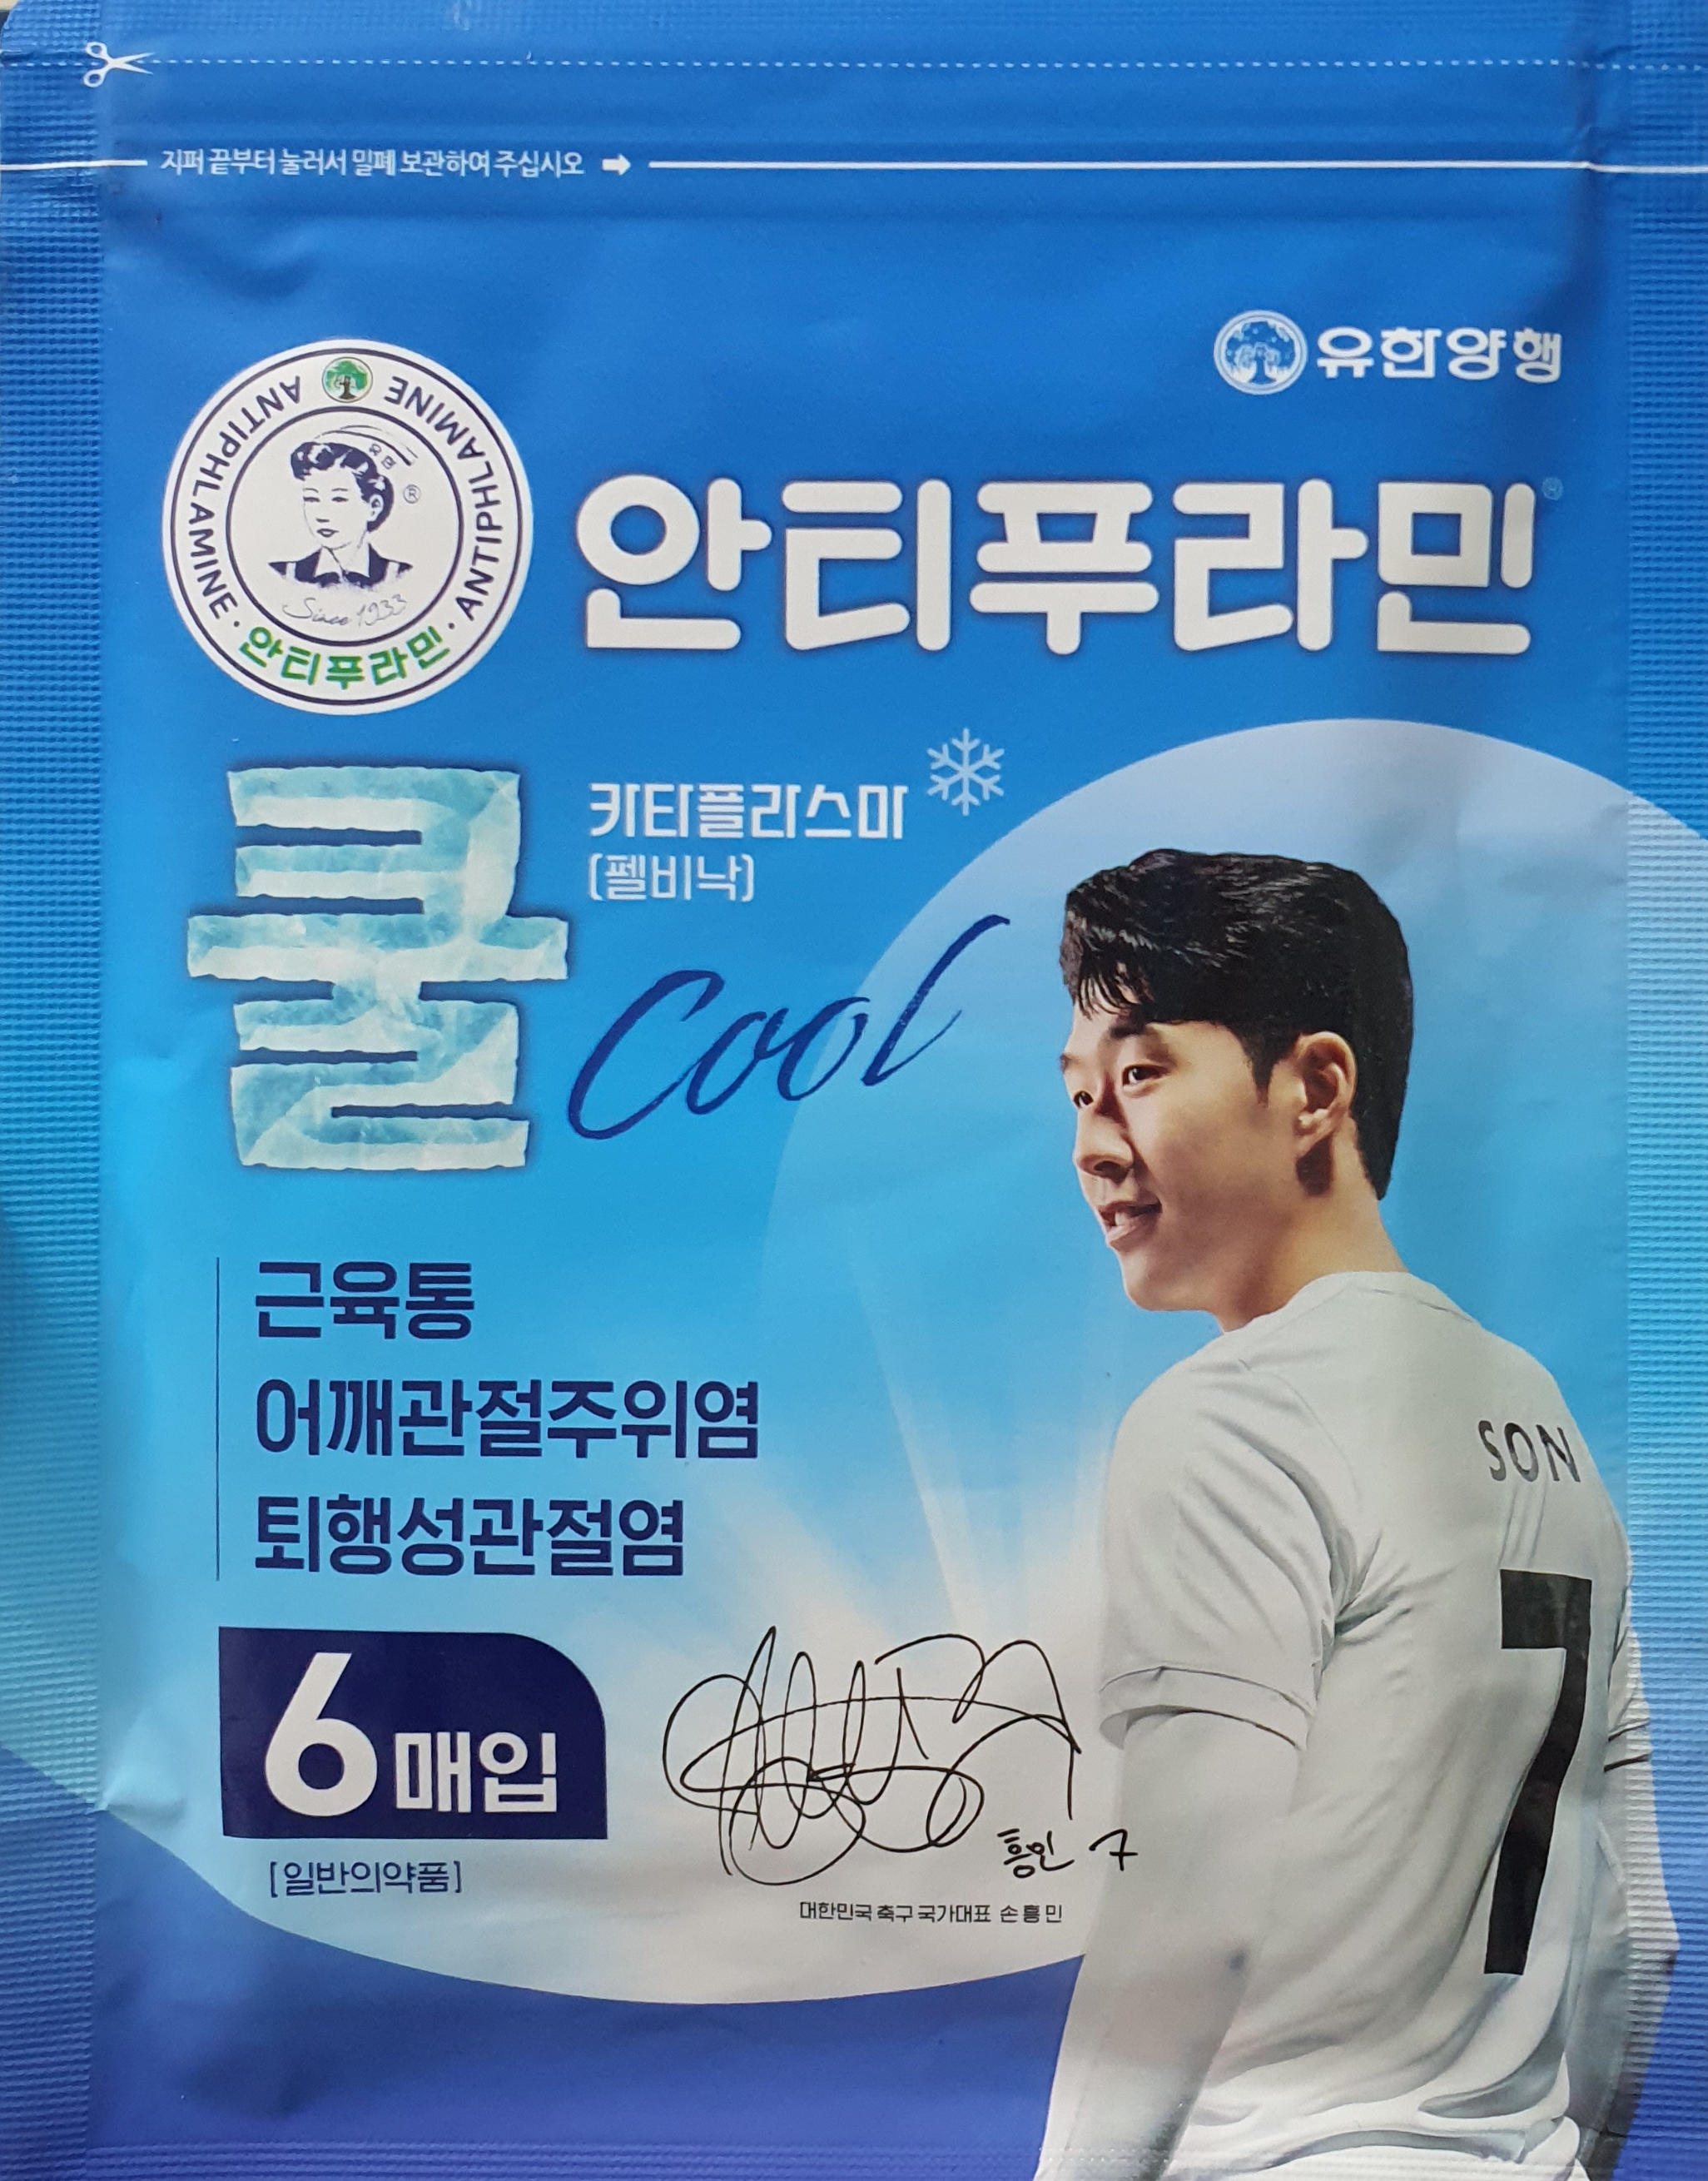 지퍼 끝부터 눌러서 밀폐 보관하여 주십시오
유한양행
ANTIPHLAMINE ANTIPHLAMINE
유한
®
Since 1933
· 안티푸라민 ·
안티푸라민®
쿨
카타플라스마
(펠비낙)
Cool
근육통
어깨관절주위염
퇴행성관절염
SON
7
6매입
[일반의약품]
흥민 7
대한민국 축구 국가대표 손흥민